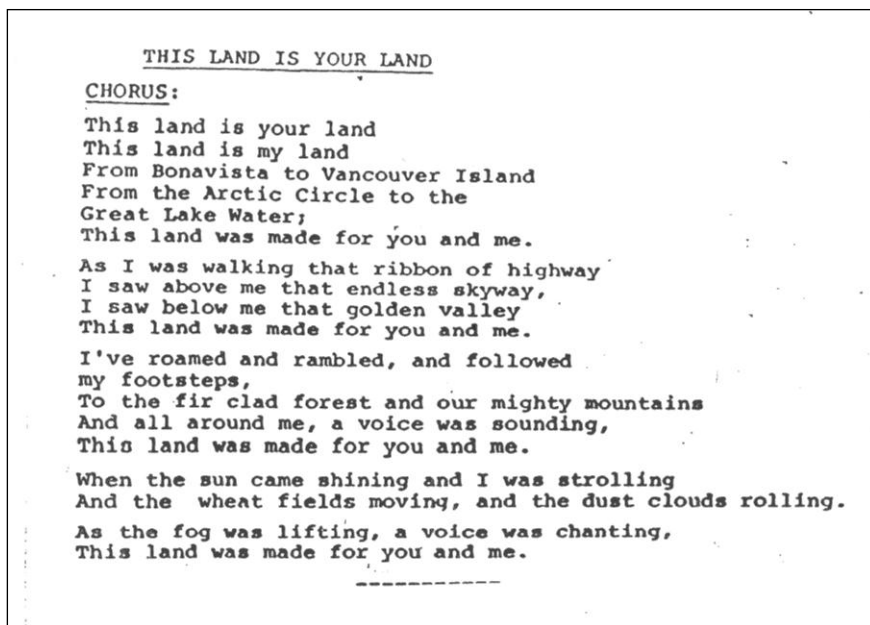 THIS LAND IS YOUR LAND
CHORUS:
This land is your land
This land is my land
From Bonavista to Vancouver Island
From the Arctic Circle to the
Great Lake Water;
This land was made for you and me.
As I was walking that ribbon of highway
I saw above me that endless skyway,
I saw below me that golden valley
This land was made for you and me.
I've roamed and rambled, and followed
my footsteps,
To the fir clad forest and our mighty mountains
And all around me, a voice was sounding,
This land was made for you and me.
When the sun came shining and I was strolling
And the wheat fields moving, and the dust clouds rolling.
As the fog was lifting, a voice was chanting,
This land was made for you and me.
-----------